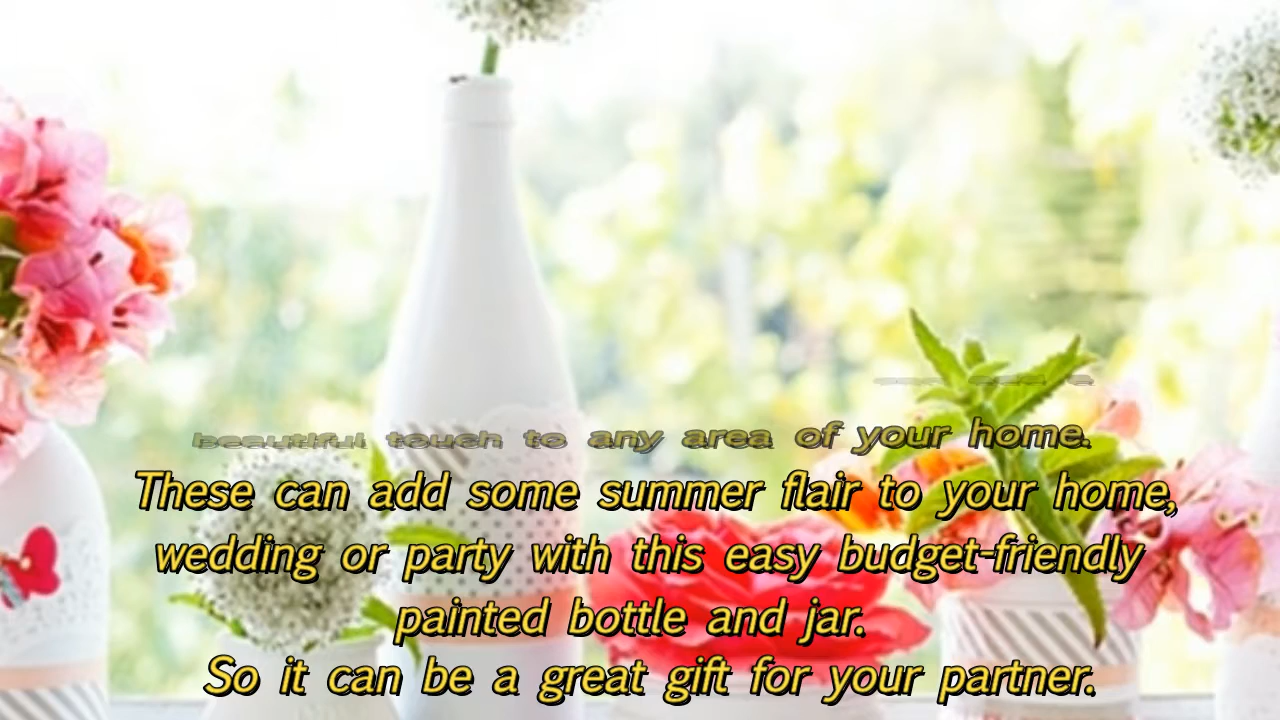 beautiful touch to any area of your home.
These can add some summer flair to your home,
wedding or party with this easy budget-friendly
painted bottle and jar.
So it can be a great gift for your partner.